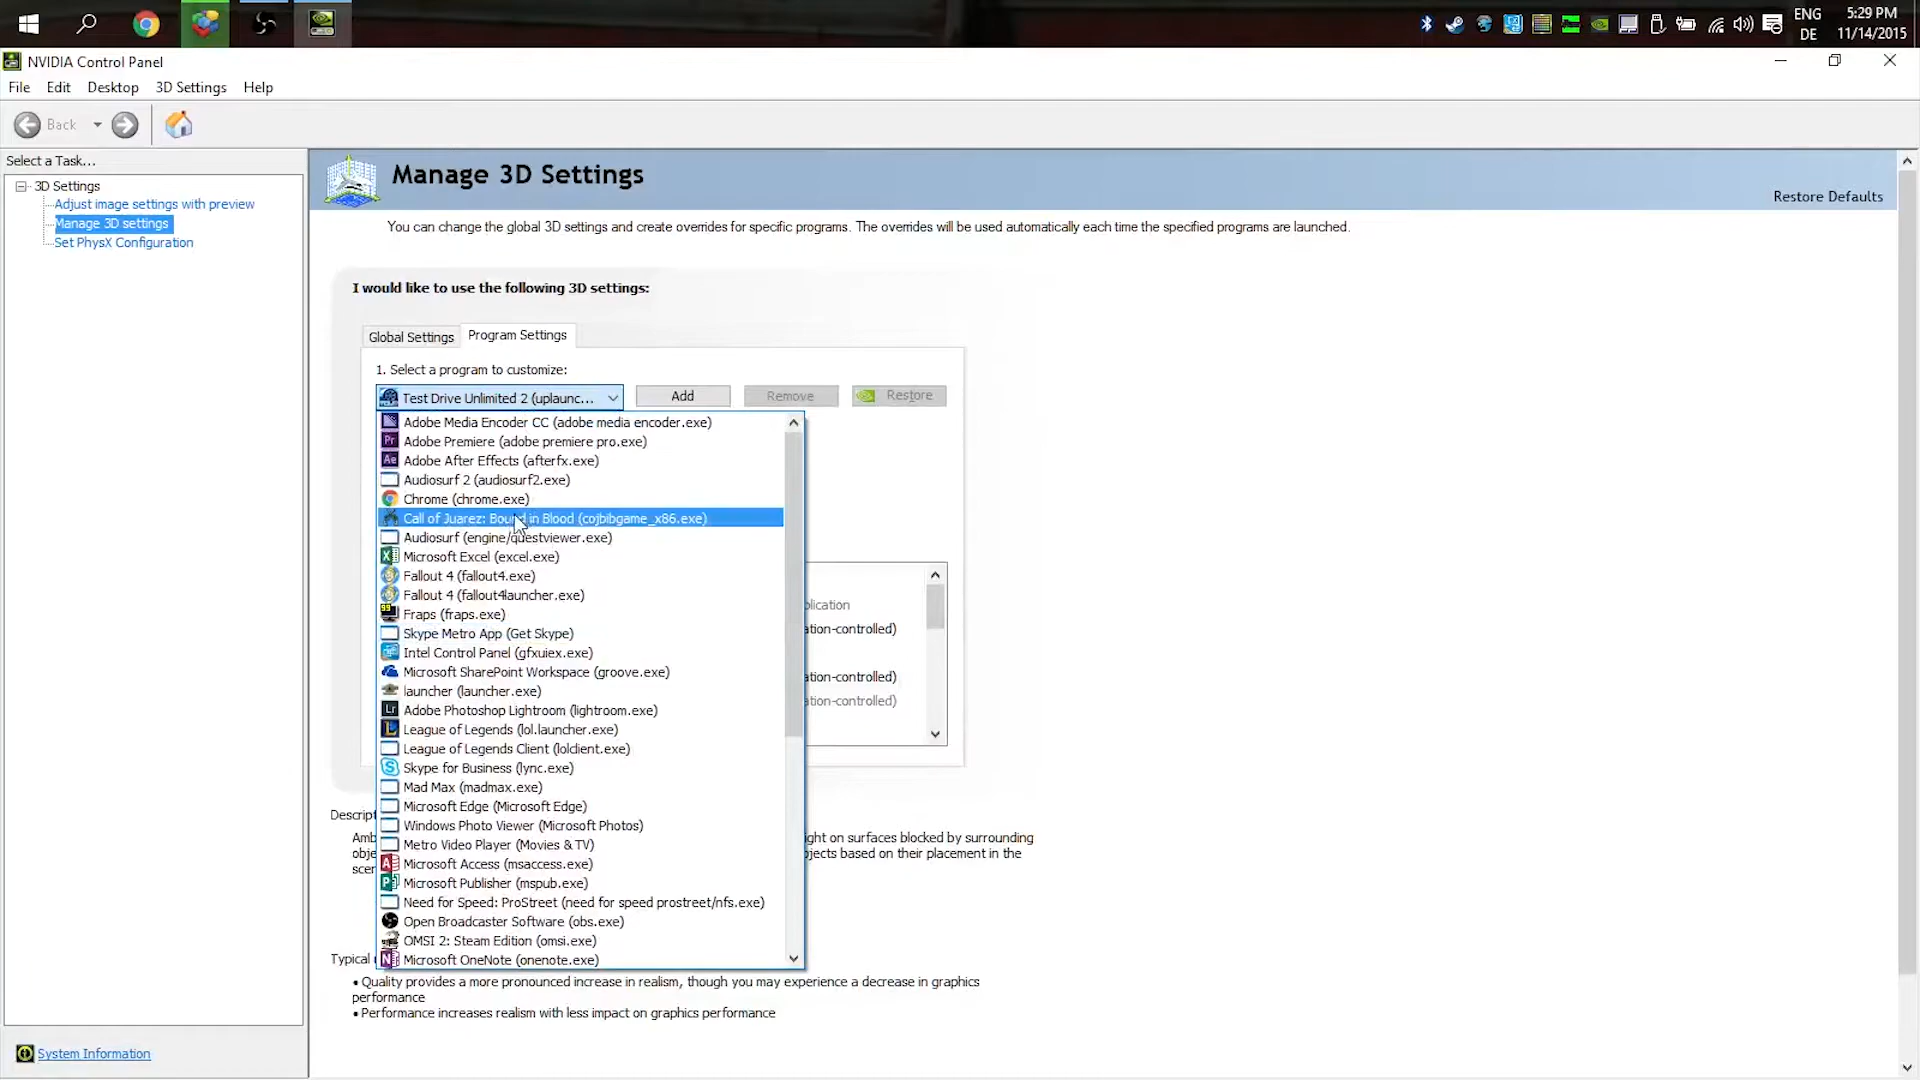 ENG
DE
5:29 PM
11/14/2015
NVIDIA Control Panel
File Edit Desktop 3D Settings Help
Back
Select a Task...
3D Settings
Adjust image settings with preview
Manage 3D settings
Set PhysX Configuration
System Information
Manage 3D Settings
Restore Defaults
You can change the global 3D settings and create overrides for specific programs. The overrides will be used automatically each time the specified programs are launched.
I would like to use the following 3D settings:
Global Settings Program Settings
1. Select a program to customize:
Test Drive Unlimited 2 (uplaunc... Add Remove Restore
Adobe Media Encoder CC (adobe media encoder.exe)
Adobe Premiere (adobe premiere pro.exe)
Adobe After Effects (afterfx.exe)
Audiosurf 2 (audiosurf2.exe)
Chrome (chrome.exe)
Call of Juarez: Bound in Blood (cojbibgame_x86.exe)
Audiosurf (engine/questviewer.exe)
Microsoft Excel (excel.exe)
Fallout 4 (fallout4.exe)
Fallout 4 (fallout4launcher.exe)
Fraps (fraps.exe)
Skype Metro App (Get Skype)
Intel Control Panel (gfxuiex.exe)
Microsoft SharePoint Workspace (groove.exe)
launcher (launcher.exe)
Adobe Photoshop Lightroom (lightroom.exe)
League of Legends (lol.launcher.exe)
League of Legends Client (lolclient.exe)
Skype for Business (lync.exe)
Mad Max (madmax.exe)
Microsoft Edge (Microsoft Edge)
Windows Photo Viewer (Microsoft Photos)
Metro Video Player (Movies & TV)
Microsoft Access (msaccess.exe)
Microsoft Publisher (mspub.exe)
Need for Speed: ProStreet (need for speed prostreet/nfs.exe)
Open Broadcaster Software (obs.exe)
OMSI 2: Steam Edition (omsi.exe)
Microsoft OneNote (onenote.exe)
plication
ation-controlled)
ation-controlled)
ation-controlled)
Descript
Amb ight on surfaces blocked by surrounding
obje bjects based on their placement in the
scen
Typical
• Quality provides a more pronounced increase in realism, though you may experience a decrease in graphics
performance
• Performance increases realism with less impact on graphics performance